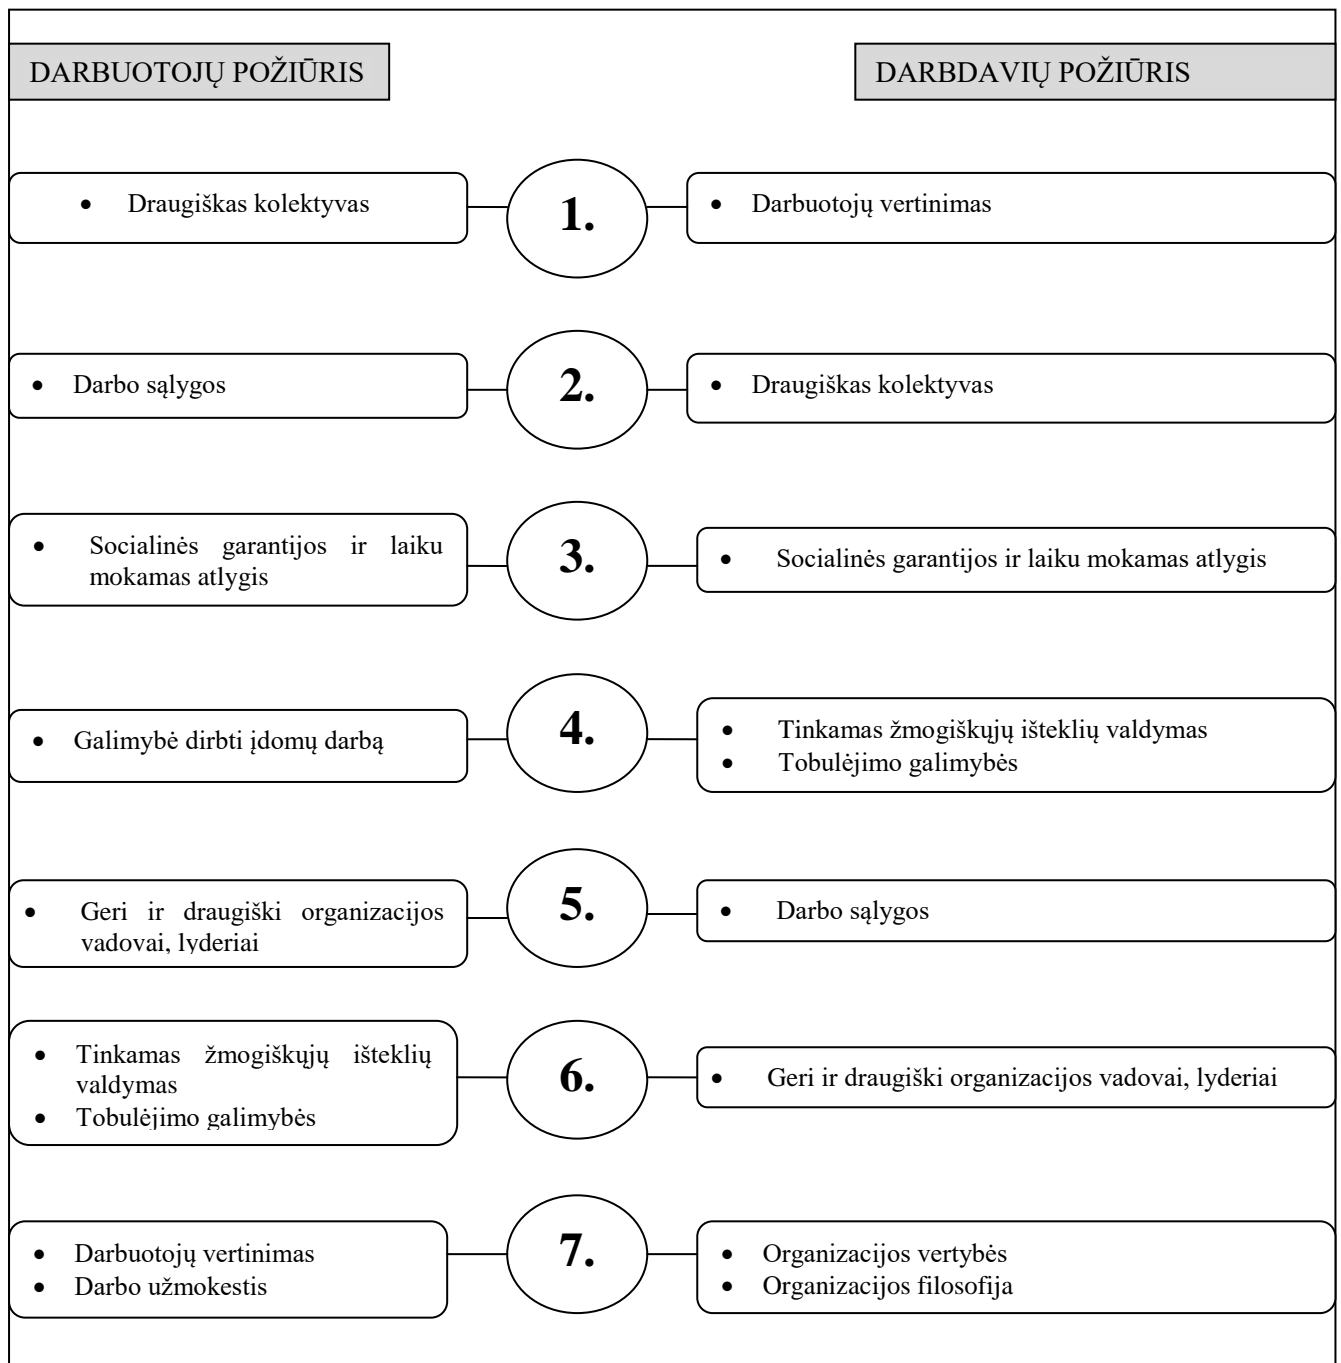 DARBUOTOJŲ POŽIŪRIS
DARBDAVIŲ POŽIŪRIS
• Draugiškas kolektyvas
1.
• Darbuotojų vertinimas
• Darbo sąlygos
2.
• Draugiškas kolektyvas
• Socialinės garantijos ir laiku
mokamas atlygis
3.
• Socialinės garantijos ir laiku mokamas atlygis
• Galimybė dirbti įdomų darbą
4.
• Tinkamas žmogiškųjų išteklių valdymas
• Tobulėjimo galimybės
• Geri ir draugiški organizacijos
vadovai, lyderiai
5.
• Darbo sąlygos
• Tinkamas žmogiškųjų išteklių
valdymas
• Tobulėjimo galimybės
6.
• Geri ir draugiški organizacijos vadovai, lyderiai
• Darbuotojų vertinimas
• Darbo užmokestis
7.
• Organizacijos vertybės
• Organizacijos filosofija